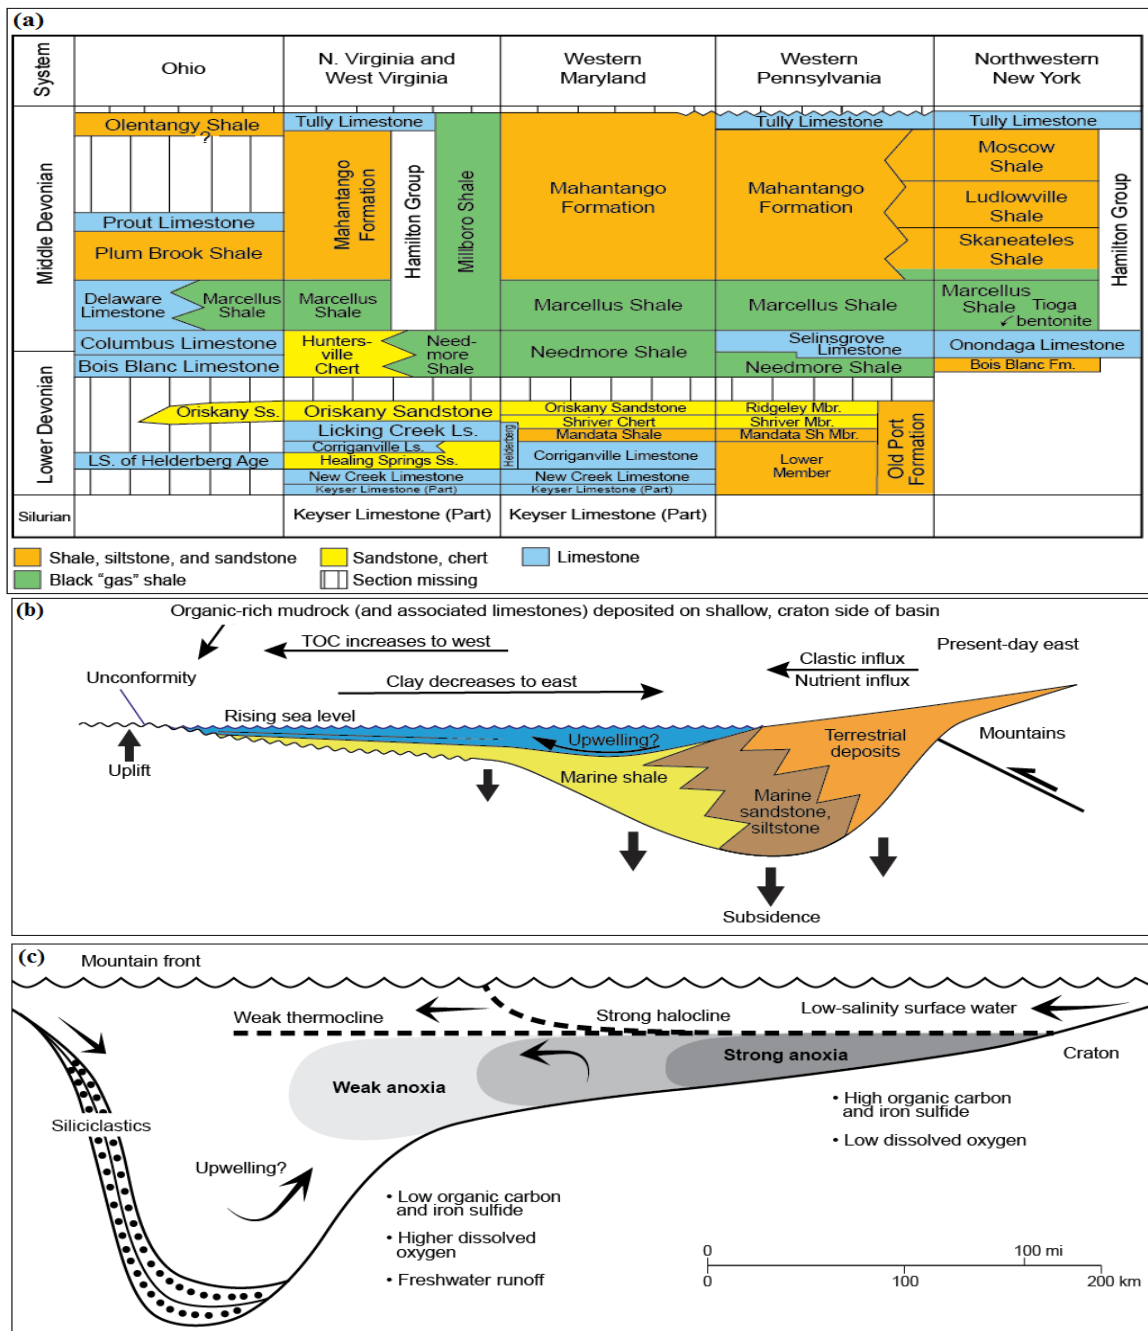 (a)
System
Ohio
N. Virginia and
West Virginia
Western
Maryland
Western
Pennsylvania
Northwestern
New York
Middle Devonian
Olentangy Shale
?
Prout Limestone
Plum Brook Shale
Delaware
Limestone
Marcellus
Shale
Columbus Limestone
Tully Limestone
Mahantango
Formation
Hamilton Group
Millboro Shale
Marcellus
Shale
Hunters-
ville
Chert
Need-
more
Shale
Mahantango
Formation
Marcellus Shale
Needmore Shale
Tully Limestone
Mahantango
Formation
Marcellus Shale
Selinsgrove
Limestone
Needmore Shale
Tully Limestone
Moscow
Shale
Ludlowville
Shale
Skaneateles
Shale
Hamilton Group
Marcellus
Shale
Tioga
bentonite
Onondaga Limestone
Bois Blanc Fm.
Lower Devonian
Bois Blanc Limestone
Oriskany Ss.
LS. of Helderberg Age
Oriskany Sandstone
Licking Creek Ls.
Corriganville Ls.
Healing Springs Ss.
New Creek Limestone
Keyser Limestone (Part)
Oriskany Sandstone
Shriver Chert
Mandata Shale
Helderberg
Corriganville Limestone
New Creek Limestone
Keyser Limestone (Part)
Ridgeley Mbr.
Shriver Mbr.
Mandata Sh Mbr.
Lower
Member
Old Port
Formation
Silurian
Keyser Limestone (Part)
Keyser Limestone (Part)
Shale, siltstone, and sandstone
Sandstone, chert
Limestone
Black “gas” shale
Section missing
(b)
Organic-rich mudrock (and associated limestones) deposited on shallow, craton side of basin
TOC increases to west
Present-day east
Unconformity
Clastic influx
Nutrient influx
Clay decreases to east
Rising sea level
Upwelling?
Terrestrial
deposits
Mountains
Uplift
Marine shale
Marine
sandstone,
siltstone
Subsidence
(c)
Mountain front
Weak thermocline
Strong halocline
Low-salinity surface water
Weak anoxia
Strong anoxia
Craton
Siliciclastics
• High organic carbon
and iron sulfide
• Low dissolved oxygen
Upwelling?
• Low organic carbon
and iron sulfide
• Higher dissolved
oxygen
• Freshwater runoff
0
100 mi
0
100
200 km